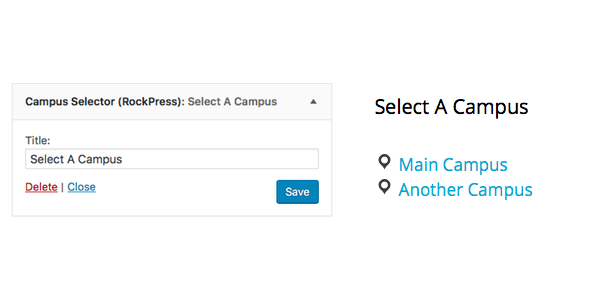 Campus Selector (RockPress): Select A Campus
Title:
Select A Campus
Delete | Close
Save
Select A Campus
Main Campus
Another Campus